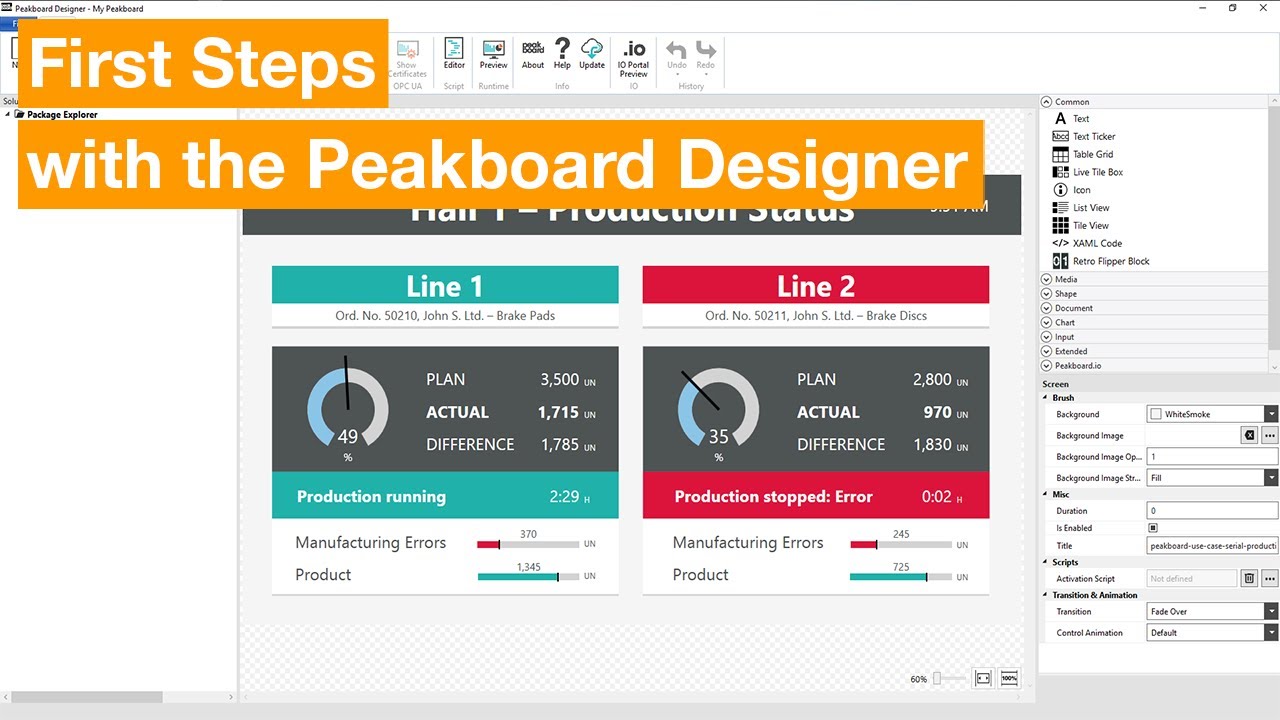 Peakboard Designer - My Peakboard
First Steps
with the Peakboard Designer
Show
Certificates
Editor
Preview
peak
board
About
Help
Update
.io
IO Portal
Preview
Undo
Redo
OPC UA
Script
Runtime
Info
IO
History
Package Explorer
Hall 1 – Production Status
Line 1
Ord. No. 50210, John S. Ltd. – Brake Pads
49
%
PLAN 3,500 UN
ACTUAL 1,715 UN
DIFFERENCE 1,785 UN
Production running 2:29 H
Manufacturing Errors 370 UN
Product 1,345 UN
Line 2
Ord. No. 50211, John S. Ltd. – Brake Discs
35
%
PLAN 2,800 UN
ACTUAL 970 UN
DIFFERENCE 1,830 UN
Production stopped: Error 0:02 H
Manufacturing Errors 245 UN
Product 725 UN
60%
100%
Common
A Text
Abcc Text Ticker
Table Grid
Live Tile Box
Icon
List View
Tile View
</> XAML Code
0 1 Retro Flipper Block
Media
Shape
Document
Chart
Input
Extended
Peakboard.io
Screen
Brush
Background WhiteSmoke
Background Image
Background Image Op... 1
Background Image Str... Fill
Misc
Duration 0
Is Enabled
Title peakboard-use-case-serial-producti
Scripts
Activation Script Not defined
Transition & Animation
Transition Fade Over
Control Animation Default